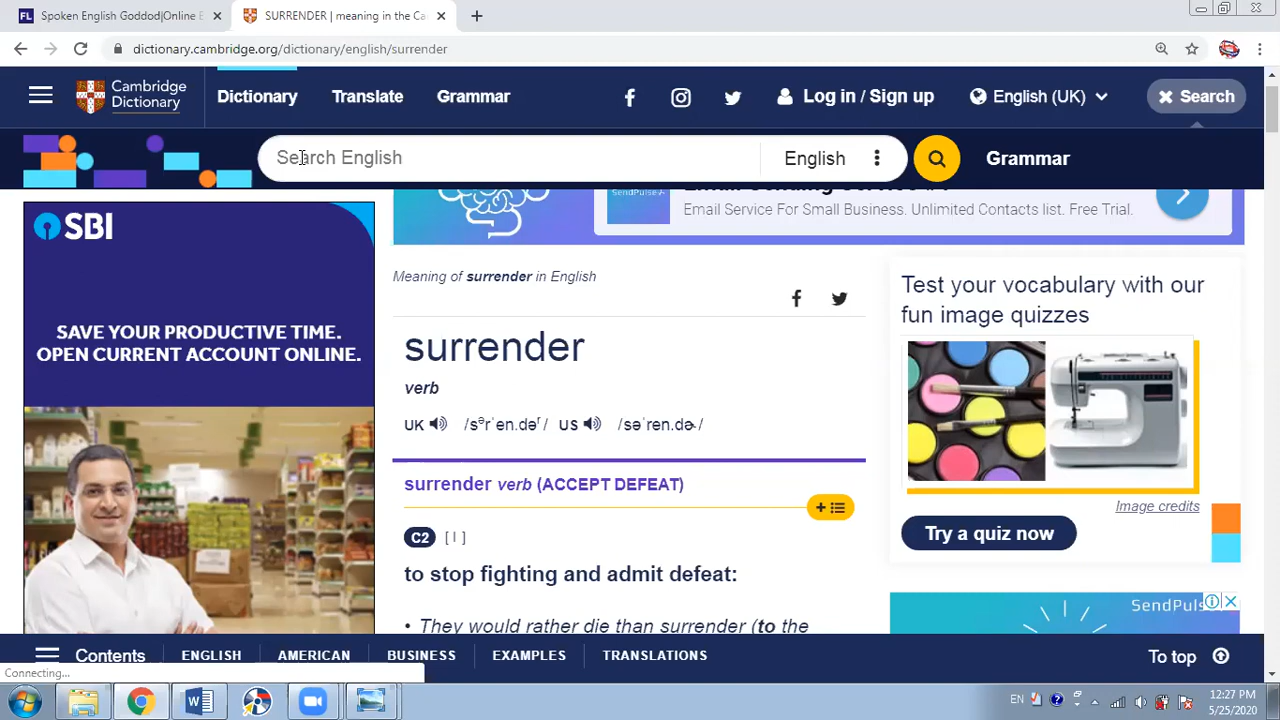 Spoken English Goddod|Online E
SURRENDER | meaning in the Ca
dictionary.cambridge.org/dictionary/english/surrender
Cambridge
Dictionary
Dictionary
Translate
Grammar
Log in / Sign up
English (UK)
Search
Search English
English
Grammar
Email Service For Small Business. Unlimited Contacts list. Free Trial.
SBI
SAVE YOUR PRODUCTIVE TIME.
OPEN CURRENT ACCOUNT ONLINE.
Meaning of surrender in English
surrender
verb
UK /sᵊrˈen.dəʳ/ US /səˈren.dɚ/
surrender verb (ACCEPT DEFEAT)
C2 [ I ]
to stop fighting and admit defeat:
• They would rather die than surrender (to the
Test your vocabulary with our
fun image quizzes
Image credits
Try a quiz now
Contents
ENGLISH
AMERICAN
BUSINESS
EXAMPLES
TRANSLATIONS
To top
Connecting...
EN
12:27 PM
5/25/2020